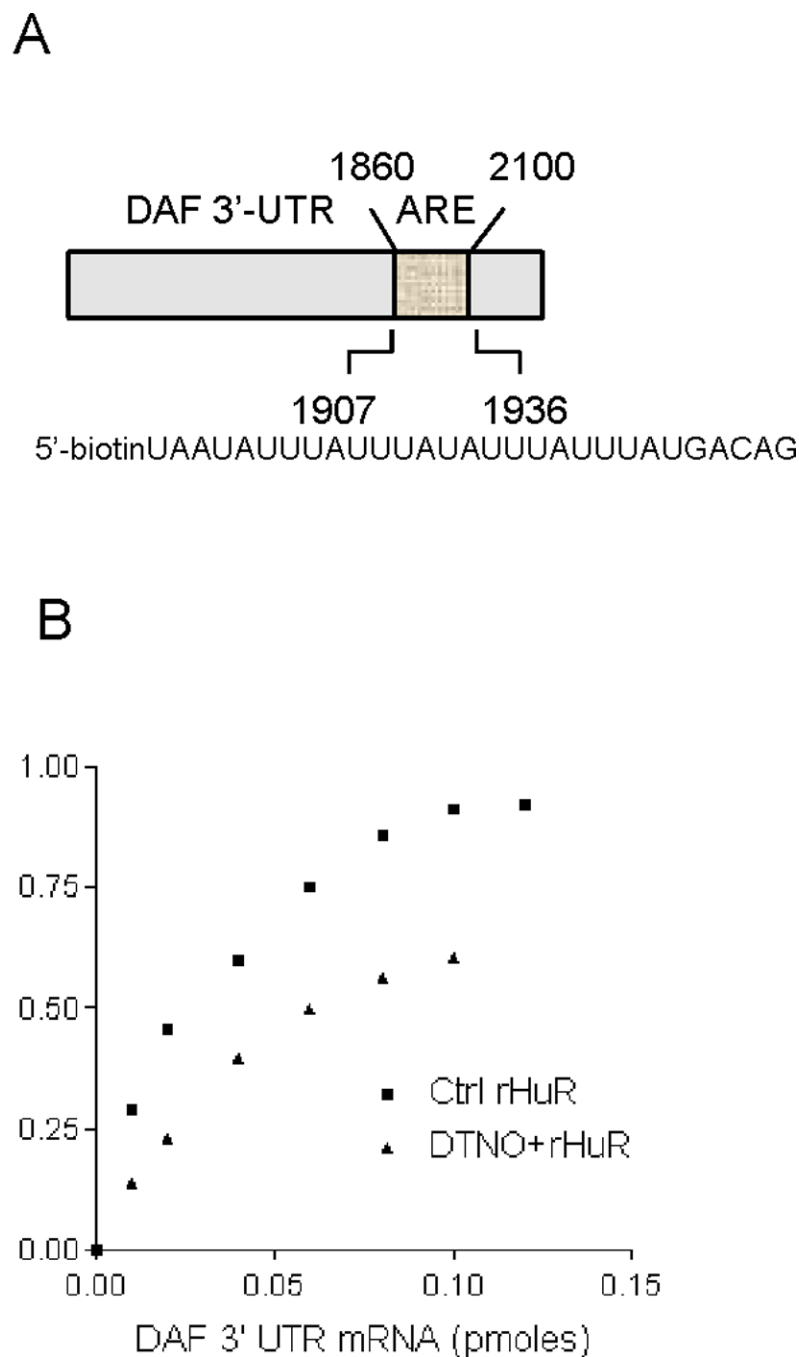 A
1860 2100
DAF 3'-UTR ARE
1907 1936
5'-biotinUAAUAUUUAUUUAUAUUUAUUUAUGACAG
B
1.00
0.75
0.50
0.25
0.00
Ctrl rHuR
DTNO+rHuR
0.00 0.05 0.10 0.15
DAF 3' UTR mRNA (pmoles)